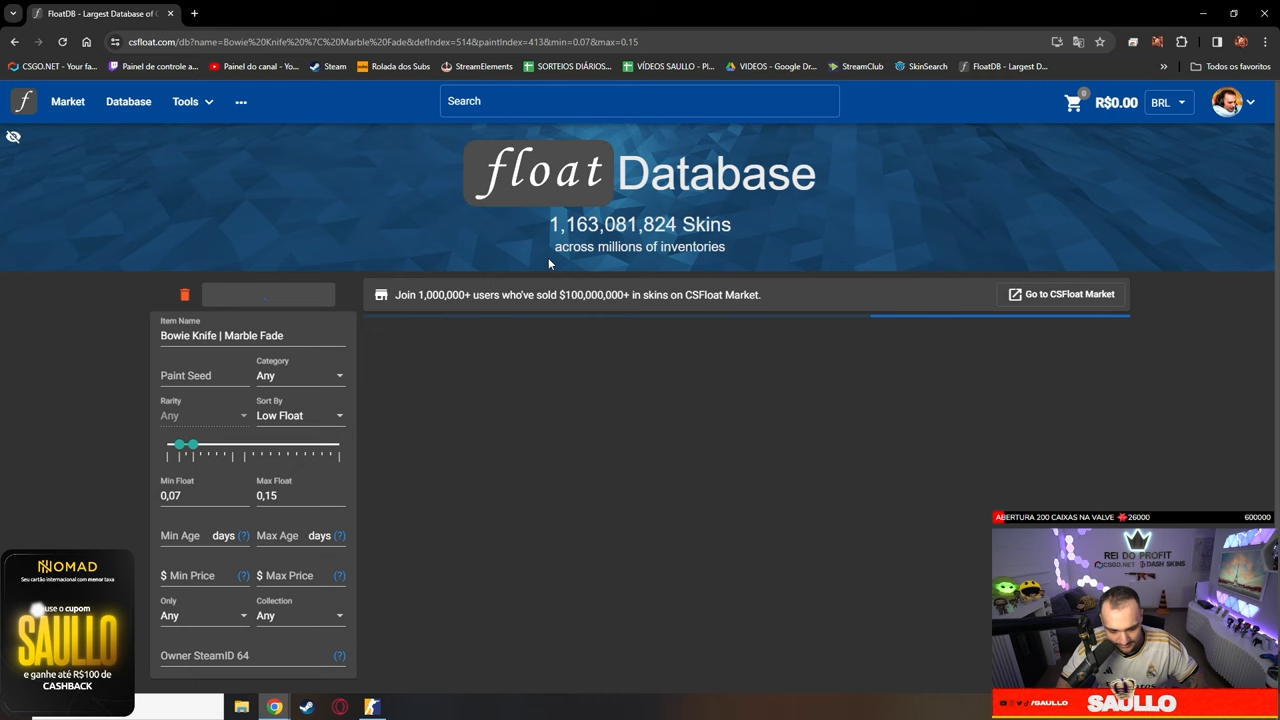 FloatDB - Largest Database of C
csfloat.com/db?name=Bowie%20Knife%20%7C%20Marble%20Fade&defIndex=514&paintIndex=413&min=0.07&max=0.15
CSGO.NET - Your fa... Painel de controle a... Painel do canal - Yo... Steam Rolada dos Subs StreamElements SORTEIOS DIÁRIOS... VÍDEOS SAULLO - Pl... VIDEOS - Google Dr... StreamClub SkinSearch FloatDB - Largest D... » Todos os favoritos
f Market Database Tools ... Search 0 R$0.00 BRL
float Database
1,163,081,824 Skins
across millions of inventories
Join 1,000,000+ users who've sold $100,000,000+ in skins on CSFloat Market. Go to CSFloat Market
Item Name
Bowie Knife | Marble Fade
Category
Paint Seed Any
Rarity Sort By
Any Low Float
Min Float Max Float
0,07 0,15
Min Age days (?) Max Age days (?)
$ Min Price (?) $ Max Price (?)
Only Collection
Any Any
Owner SteamID 64 (?)
NOMAD
Seu cartão internacional com menor taxa
use o cupom
SAULLO
e ganhe até R$100 de
CASHBACK
ABERTURA 200 CAIXAS NA VALVE 26000 600000
REI DO PROFIT
CSGO.NET DASH SKINS
/SAULLO SAULLO